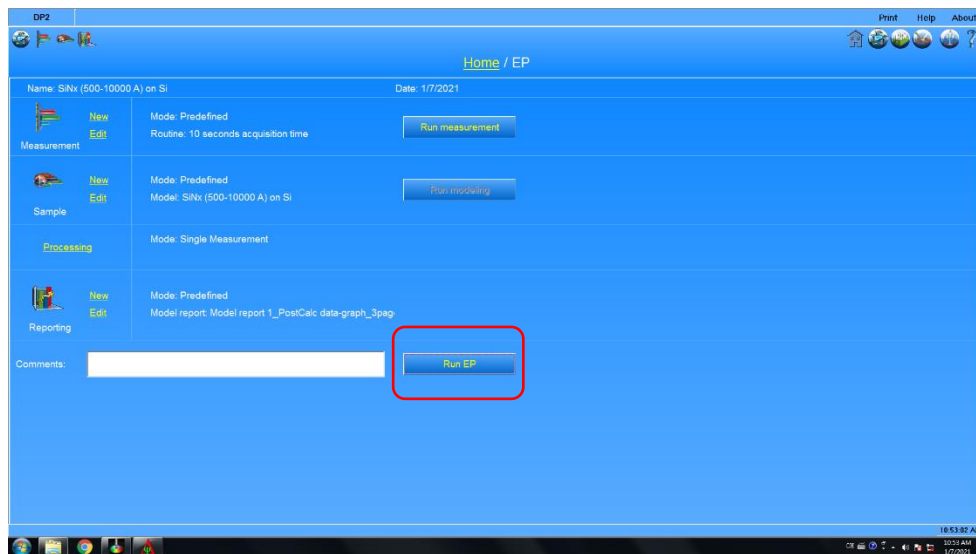 DP2 Print Help About
Home / EP
Name: SiNx (500-10000 A) on Si Date: 1/7/2021
New Mode: Predefined
Edit Routine: 10 seconds acquisition time Run measurement
Measurement
New Mode: Predefined
Edit Model: SiNx (500-10000 A) on Si Run modeling
Sample
Processing Mode: Single Measurement
New Mode: Predefined
Edit Model report: Model report 1_PostCalc data-graph_3pag
Reporting
Comments: Run EP
10:53:02 A
10:53 AM
1/7/2021